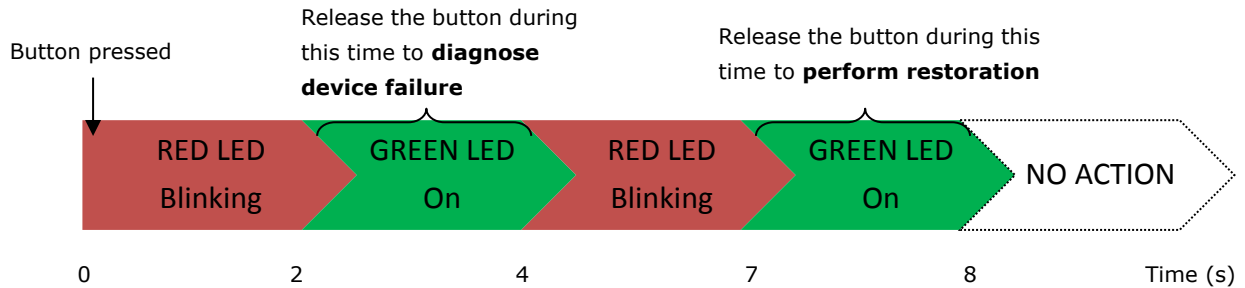 Button pressed
Release the button during
this time to diagnose
device failure
Release the button during this
time to perform restoration
RED LED
Blinking
GREEN LED
On
RED LED
Blinking
GREEN LED
On
NO ACTION
0
2
4
7
8
Time (s)